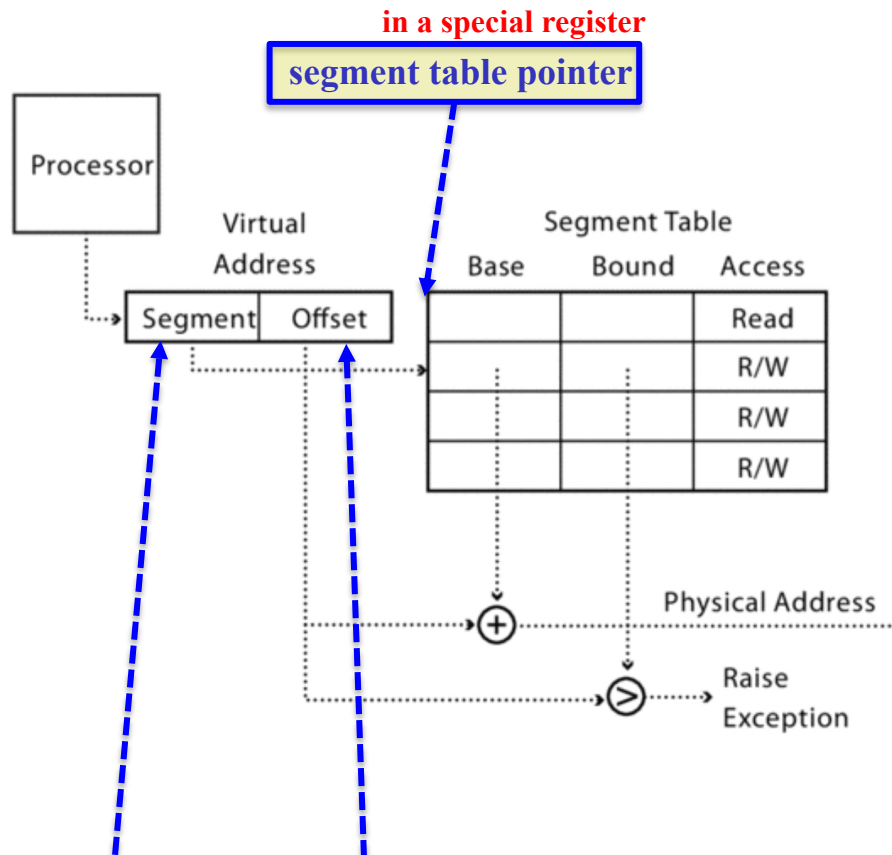 in a special register
segment table pointer
Processor
Virtual
Address
Segment Table
Base Bound Access
Segment Offset
Read
R/W
R/W
R/W
+
Physical Address
>
Raise
Exception